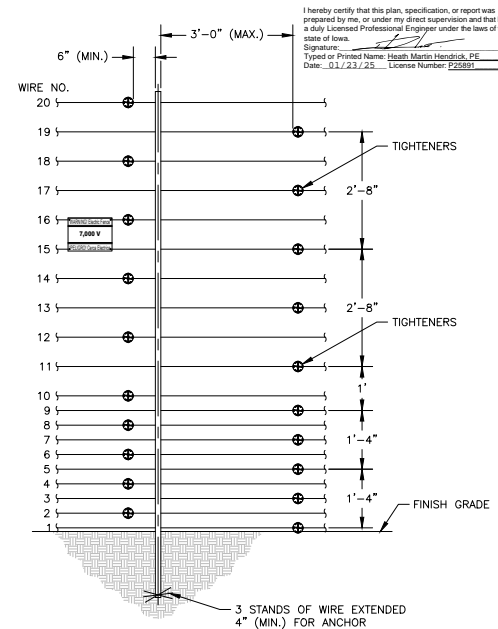 I hereby certify that this plan, specification, or report was
prepared by me, or under my direct supervision and that I
a duly Licensed Professional Engineer under the laws of
state of Iowa.
Signature:
Typed or Printed Name: Heath Martin Hendrick, PE
Date: 01/23/25 License Number: P25891
3'-0" (MAX.)
6" (MIN.)
WIRE NO.
20
19
TIGHTENERS
18
17
2'-8"
16
WARNING! Electric Fence
7,000 V
15
14
2'-8"
13
TIGHTENERS
12
11
1'
10
9
8
1'-4"
7
6
5
4
1'-4"
3
FINISH GRADE
2
1
3 STANDS OF WIRE EXTENDED
4" (MIN.) FOR ANCHOR